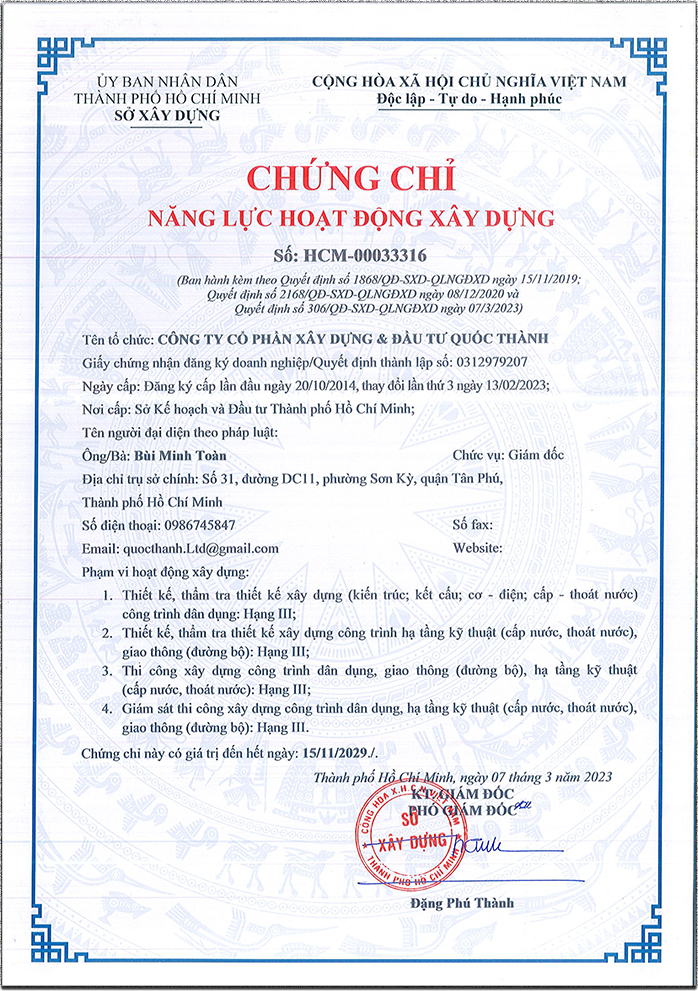 ỦY BAN NHÂN DÂN
THÀNH PHỐ HỒ CHÍ MINH
SỞ XÂY DỰNG
CỘNG HÒA XÃ HỘI CHỦ NGHĨA VIỆT NAM
Độc lập - Tự do - Hạnh phúc
CHỨNG CHỈ
NĂNG LỰC HOẠT ĐỘNG XÂY DỰNG
Số: HCM-00033316
(Ban hành kèm theo Quyết định số 1868/QĐ-SXD-QLNGĐXD ngày 15/11/2019;
Quyết định số 2168/QĐ-SXD-QLNGĐXD ngày 08/12/2020 và
Quyết định số 306/QĐ-SXD-QLNGĐXD ngày 07/3/2023)
Tên tổ chức: CÔNG TY CỔ PHẦN XÂY DỰNG & ĐẦU TƯ QUỐC THÀNH
Giấy chứng nhận đăng ký doanh nghiệp/Quyết định thành lập số: 0312979207
Ngày cấp: Đăng ký cấp lần đầu ngày 20/10/2014, thay đổi lần thứ 3 ngày 13/02/2023;
Nơi cấp: Sở Kế hoạch và Đầu tư Thành phố Hồ Chí Minh;
Tên người đại diện theo pháp luật:
Ông/Bà: Bùi Minh Toàn Chức vụ: Giám đốc
Địa chỉ trụ sở chính: Số 31, đường DC11, phường Sơn Kỳ, quận Tân Phú,
Thành phố Hồ Chí Minh
Số điện thoại: 0986745847 Số fax:
Email: quocthanh.Ltd@gmail.com Website:
Phạm vi hoạt động xây dựng:
1. Thiết kế, thẩm tra thiết kế xây dựng (kiến trúc; kết cấu; cơ - điện; cấp - thoát nước)
công trình dân dụng: Hạng III;
2. Thiết kế, thẩm tra thiết kế xây dựng công trình hạ tầng kỹ thuật (cấp nước, thoát nước),
giao thông (đường bộ): Hạng III;
3. Thi công xây dựng công trình dân dụng, giao thông (đường bộ), hạ tầng kỹ thuật
(cấp nước, thoát nước): Hạng III;
4. Giám sát thi công xây dựng công trình dân dụng, hạ tầng kỹ thuật (cấp nước, thoát nước),
giao thông (đường bộ): Hạng III.
Chứng chỉ này có giá trị đến hết ngày: 15/11/2029./.
Thành phố Hồ Chí Minh, ngày 07 tháng 3 năm 2023
KT. GIÁM ĐỐC
PHÓ GIÁM ĐỐC
CỘNG HÒA X.H.C.N VIỆT NAM
SỞ
XÂY DỰNG
THÀNH PHỐ HỒ CHÍ MINH
Đặng Phú Thành